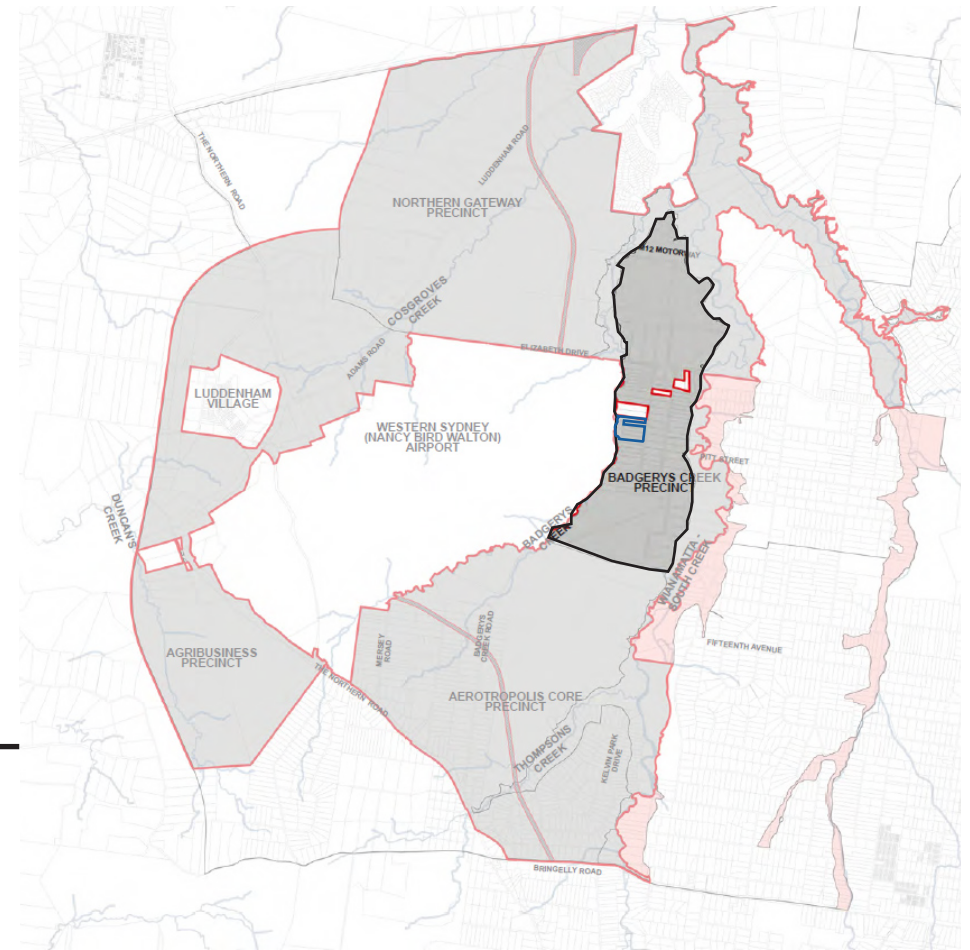 THE NORTHERN ROAD
LUDDENHAM ROAD
NORTHERN GATEWAY
PRECINCT
M12 MOTORWAY
COSGROVES
CREEK
ELIZABETH DRIVE
ADAMS ROAD
LUDDENHAM
VILLAGE
WESTERN SYDNEY
(NANCY BIRD WALTON)
AIRPORT
PITT STREET
BADGERYS CREEK
PRECINCT
DUNCAN'S
CREEK
BADGERYS
CREEK
WIANAMATTA -
SOUTH CREEK
AGRIBUSINESS
PRECINCT
MERSEY
ROAD
BADGERYS
CREEK ROAD
FIFTEENTH AVENUE
THE NORTHERN ROAD
AEROTROPOLIS CORE
PRECINCT
THOMPSONS
CREEK
KELVIN PARK
DRIVE
BRINGELLY ROAD